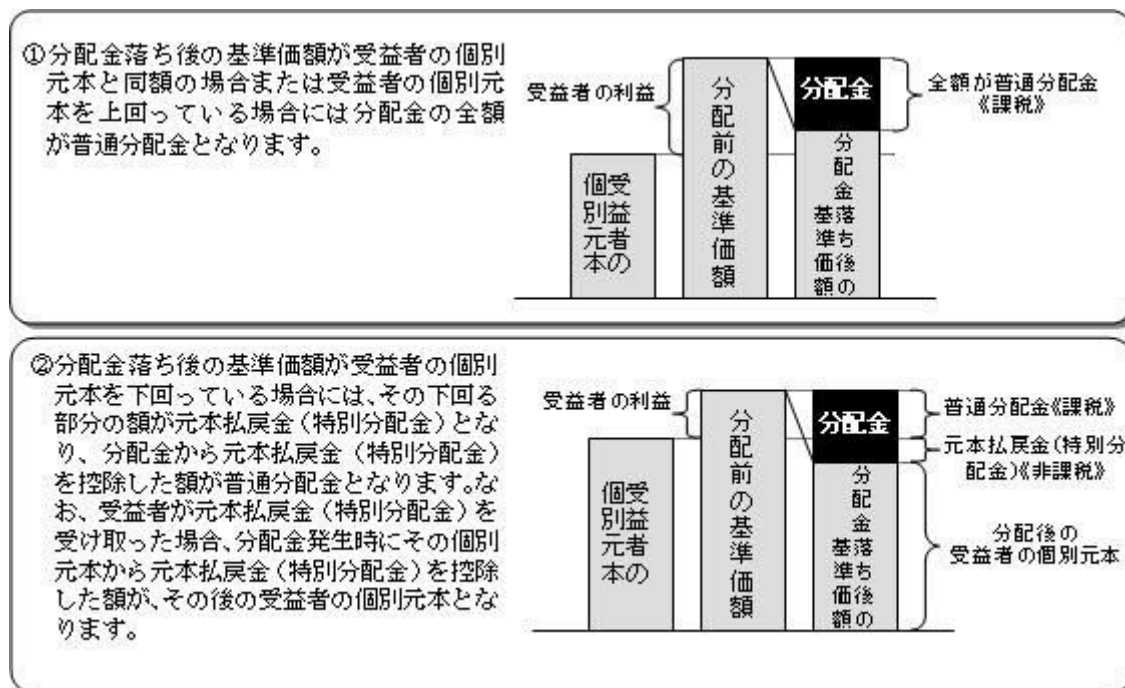 ①分配金落ち後の基準価額が受益者の個別
元本と同額の場合または受益者の個別元
本を上回っている場合には分配金の全額
が普通分配金となります。
受益者の利益
受益者の
個別元本
分配前の基準価額
分配金
分配金落ち後の
基準価額
全額が普通分配金
《課税》
②分配金落ち後の基準価額が受益者の個別
元本を下回っている場合には、その下回る
部分の額が元本払戻金(特別分配金)とな
り、分配金から元本払戻金(特別分配金)
を控除した額が普通分配金となります。な
お、受益者が元本払戻金(特別分配金)を
受け取った場合、分配金発生時にその個別
元本から元本払戻金(特別分配金)を控除
した額が、その後の受益者の個別元本とな
ります。
受益者の利益
受益者の
個別元本
分配前の基準価額
分配金
分配金落ち後の
基準価額
普通分配金《課税》
元本払戻金(特別分
配金)《非課税》
分配後の
受益者の個別元本